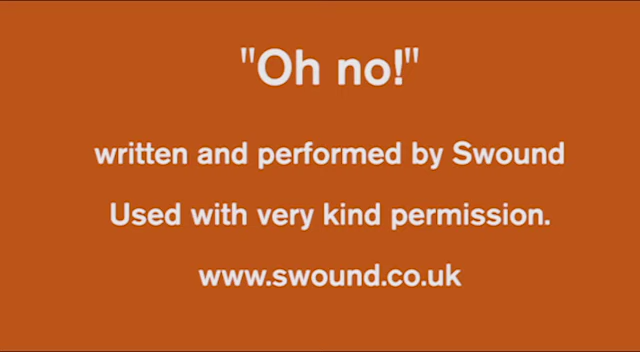 "Oh no!"
written and performed by Swound
Used with very kind permission.
www.swound.co.uk